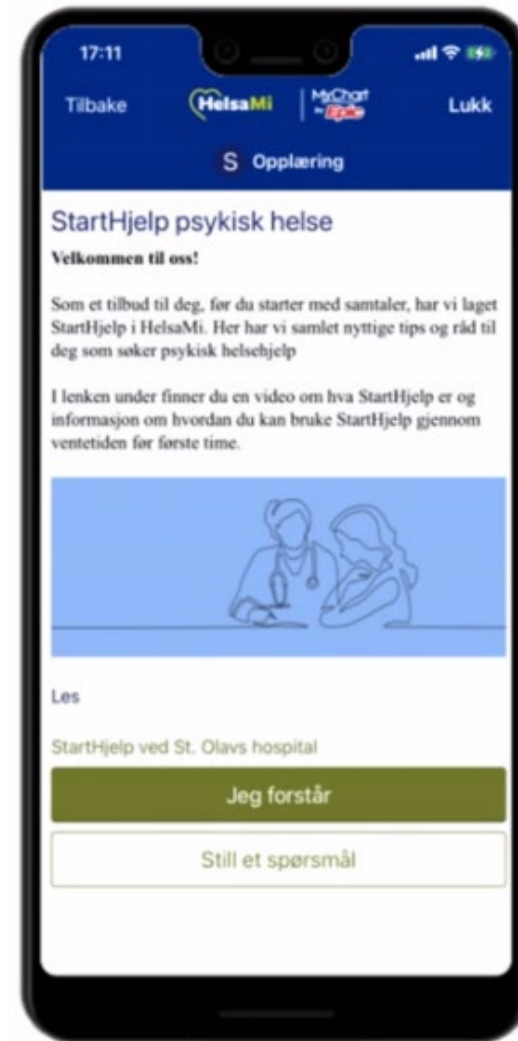 17:11
Tilbake HelsaMi MyChart by Epic Lukk
S Opplæring
StartHjelp psykisk helse
Velkommen til oss!
Som et tilbud til deg, før du starter med samtaler, har vi laget
StartHjelp i HelsaMi. Her har vi samlet nyttige tips og råd til
deg som søker psykisk helsehjelp
I lenken under finner du en video om hva StartHjelp er og
informasjon om hvordan du kan bruke StartHjelp gjennom
ventetiden før første time.
Les
StartHjelp ved St. Olavs hospital
Jeg forstår
Still et spørsmål